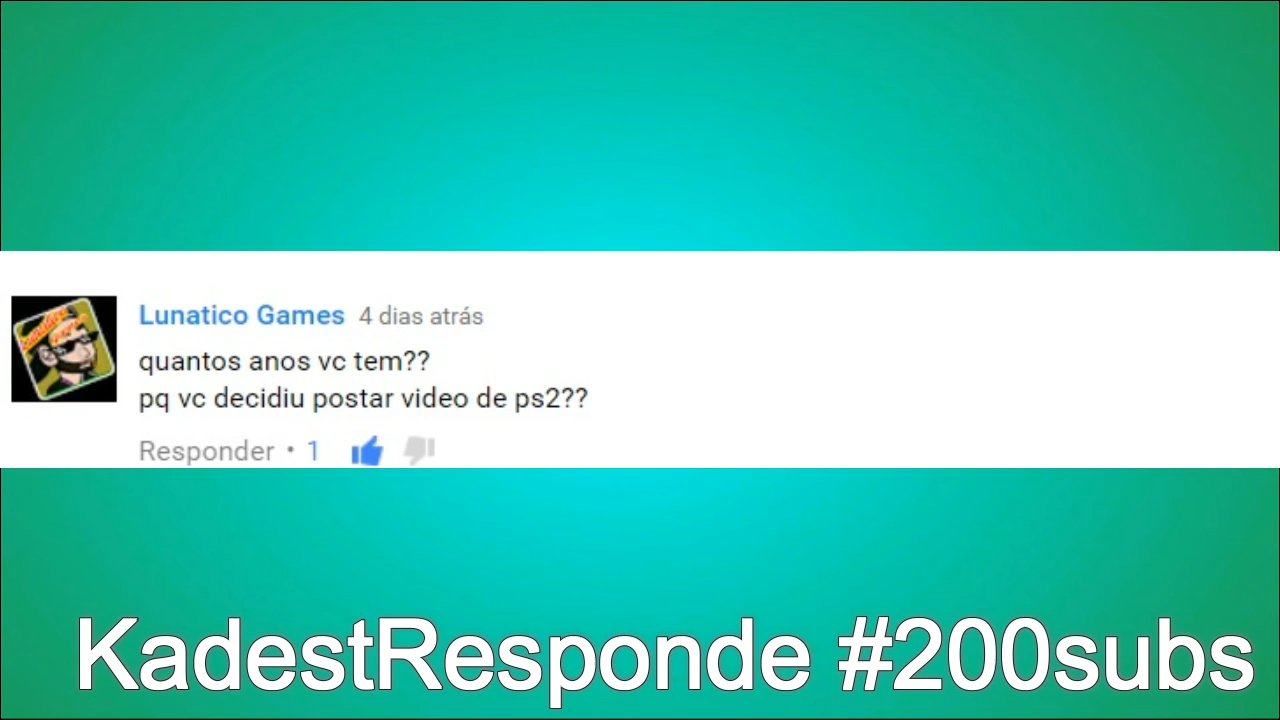 Lunatico Games 4 dias atrás
quantos anos vc tem??
pq vc decidiu postar video de ps2??
Responder • 1
KadestResponde #200subs